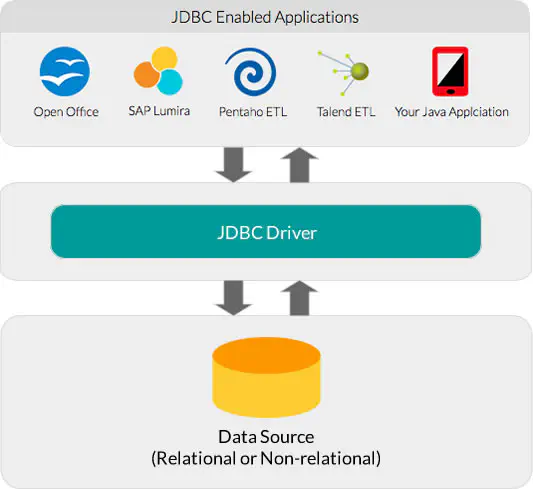 JDBC Enabled Applications
Open Office
SAP Lumira
Pentaho ETL
Talend ETL
Your Java Applciation
JDBC Driver
Data Source
(Relational or Non-relational)